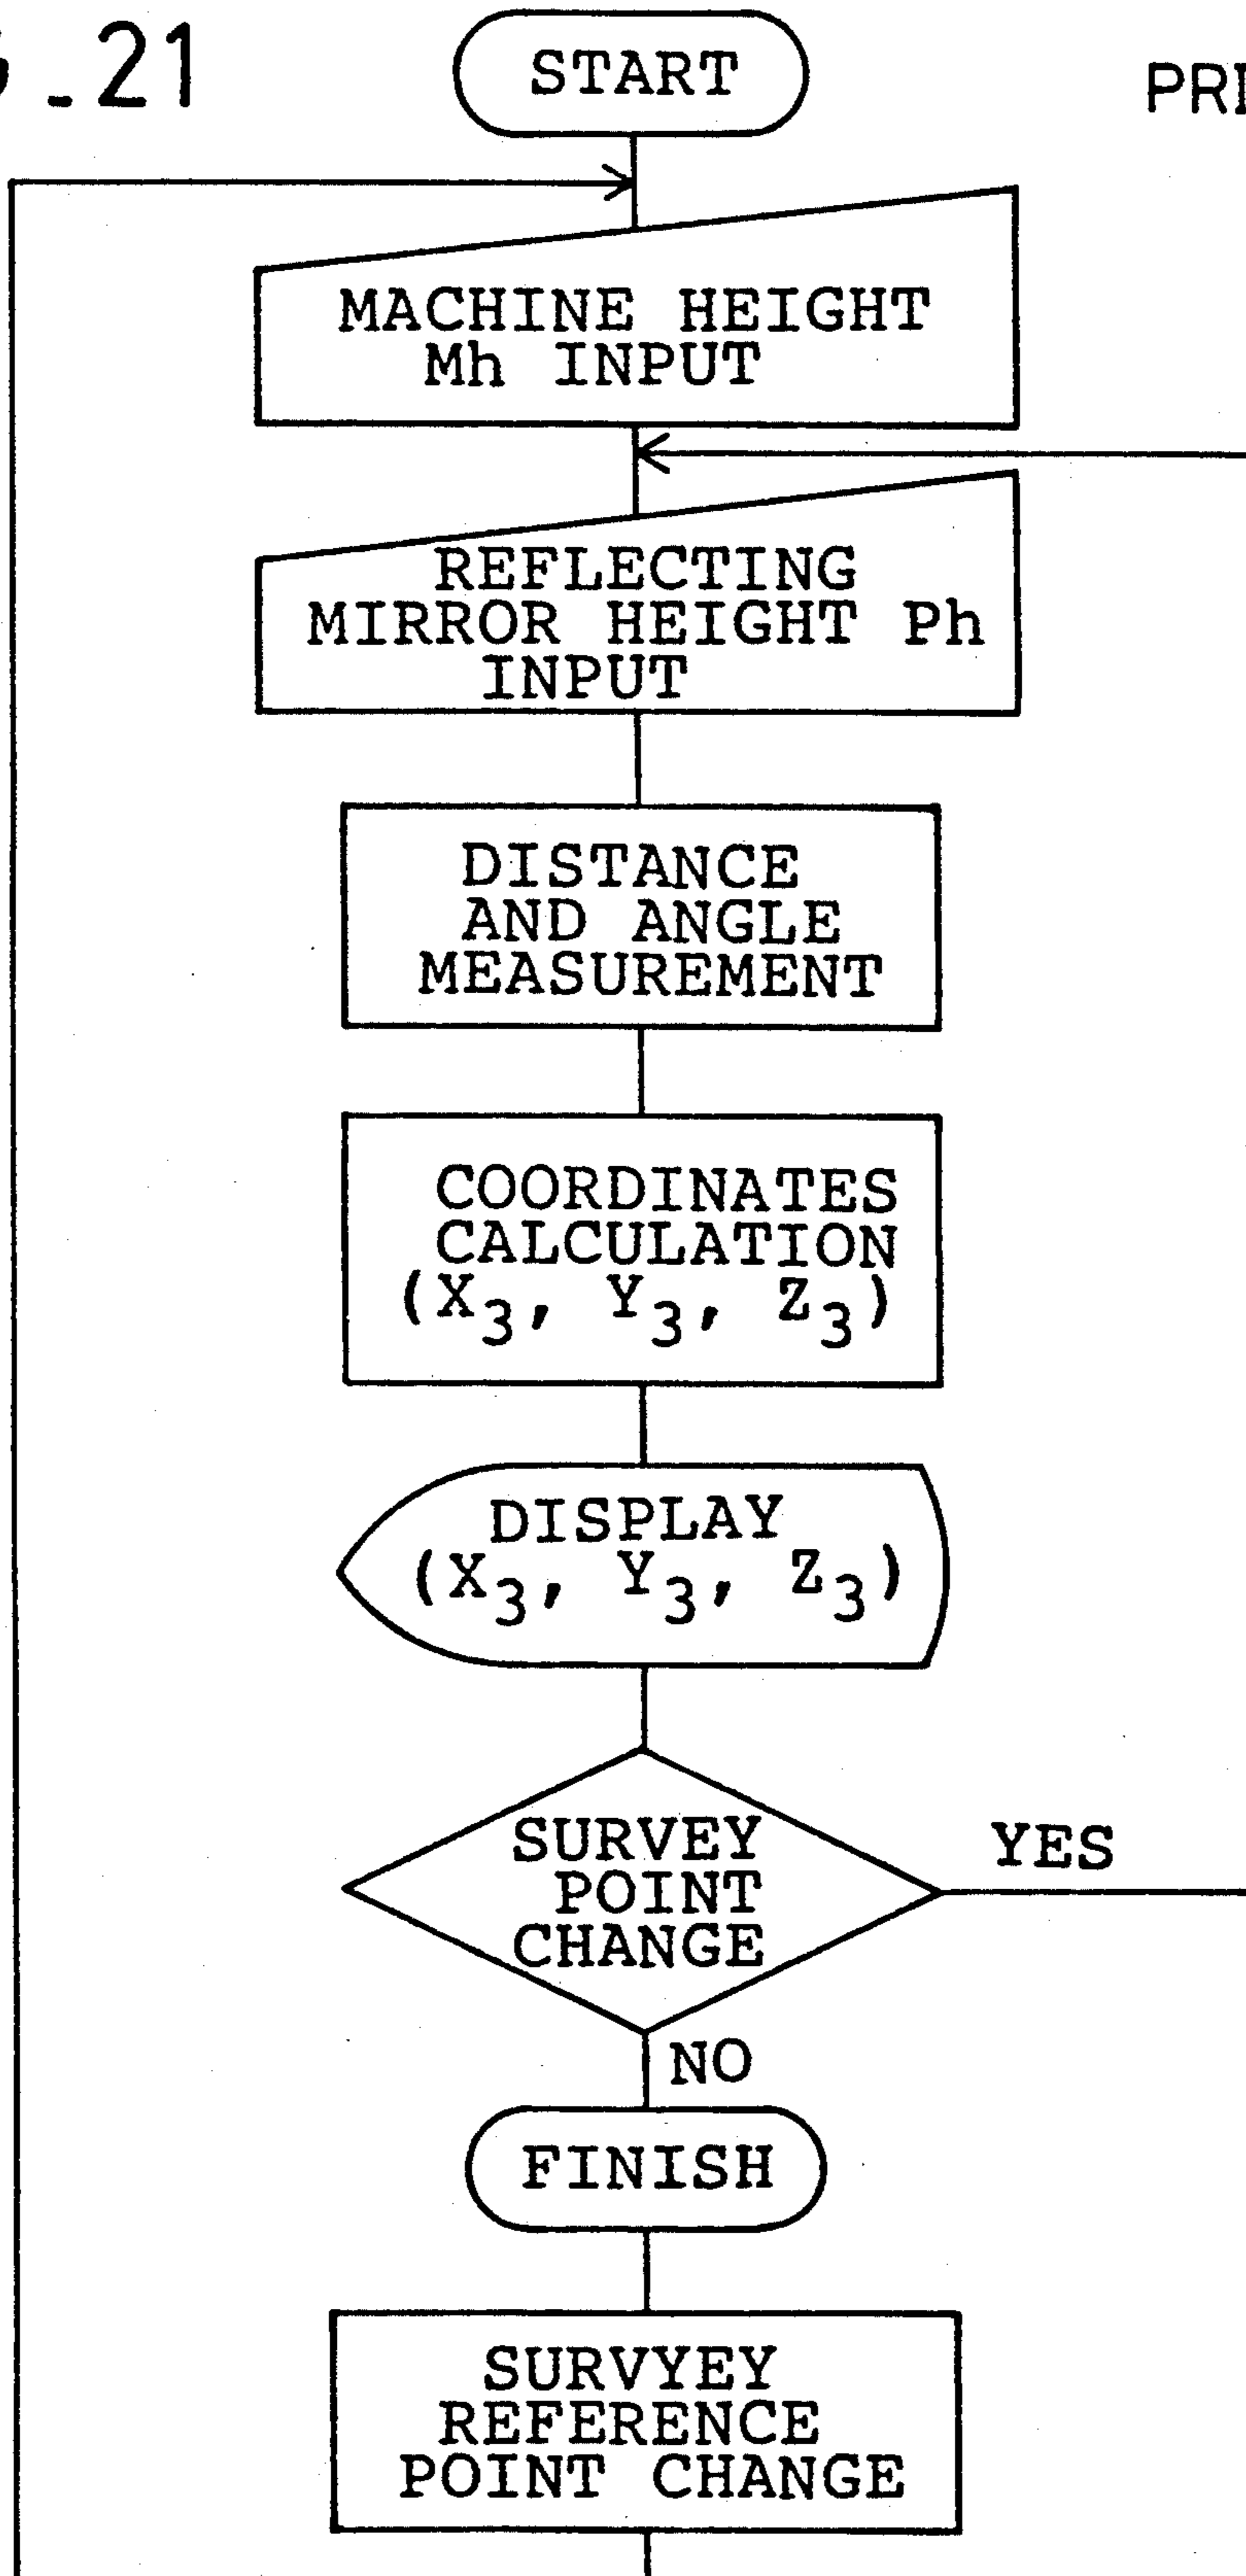 21
START
MACHINE HEIGHT
Mh INPUT
REFLECTING
MIRROR HEIGHT Ph
INPUT
DISTANCE
AND ANGLE
MEASUREMENT
COORDINATES
CALCULATION
(X₃, Y₃, Z₃)
DISPLAY
(X₃, Y₃, Z₃)
SURVEY
POINT
CHANGE
YES
NO
FINISH
SURVYEY
REFERENCE
POINT CHANGE